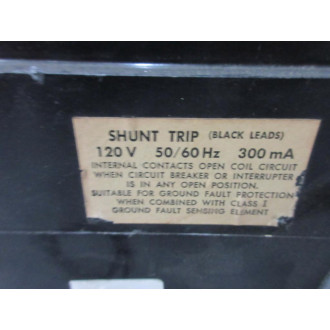 SHUNT TRIP (BLACK LEADS)
120 V 50/60 Hz 300 mA
INTERNAL CONTACTS OPEN COIL CIRCUIT
WHEN CIRCUIT BREAKER OR INTERRUPTER
IS IN ANY OPEN POSITION.
SUITABLE FOR GROUND FAULT PROTECTION
WHEN COMBINED WITH CLASS I
GROUND FAULT SENSING ELEMENT